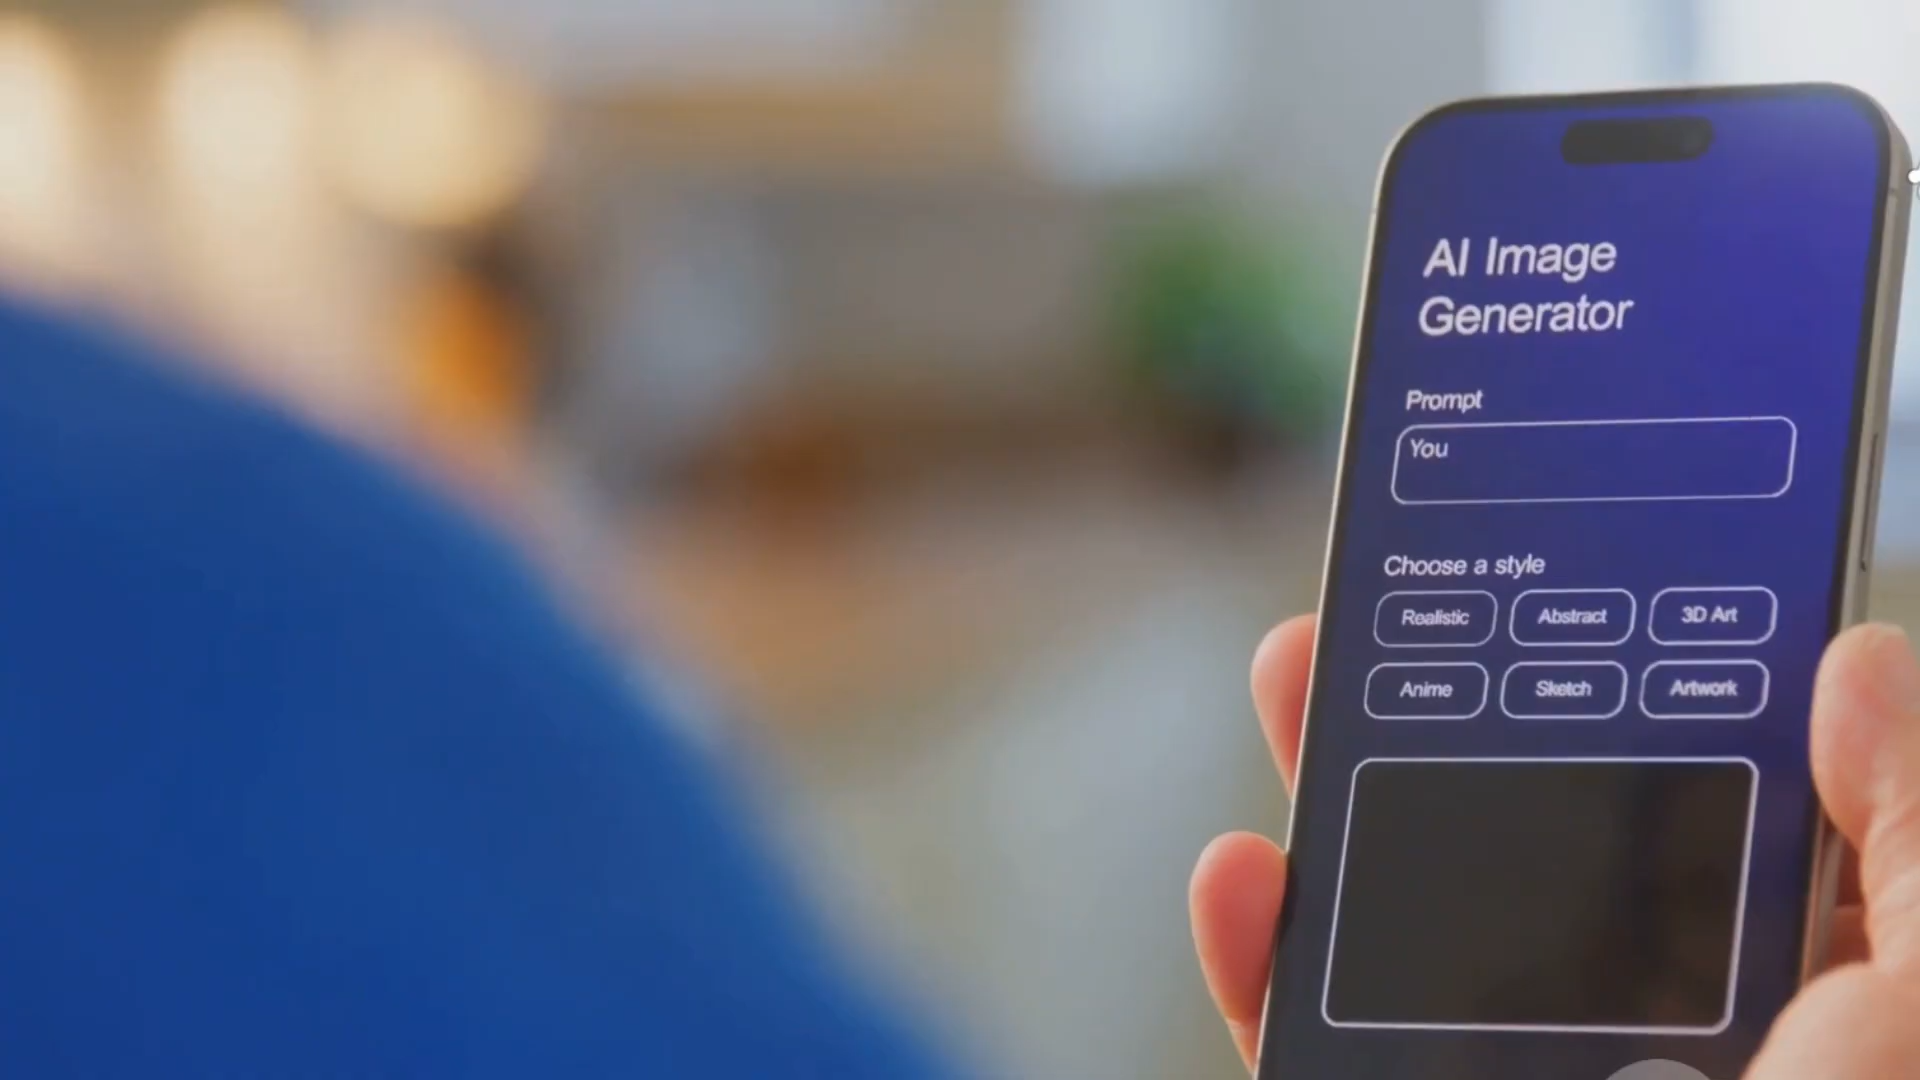 AI Image
Generator
Prompt
You
Choose a style
Realistic Abstract 3D Art
Anime Sketch Artwork